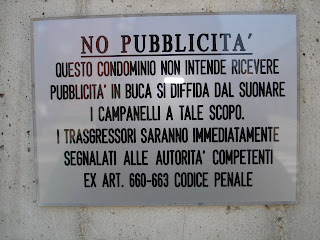 NO PUBBLICITA'
QUESTO CONDOMINIO NON INTENDE RICEVERE
PUBBLICITA' IN BUCA SI DIFFIDA DAL SUONARE
I CAMPANELLI A TALE SCOPO.
I TRASGRESSORI SARANNO IMMEDIATAMENTE
SEGNALATI ALLE AUTORITA' COMPETENTI
EX ART. 660-663 CODICE PENALE